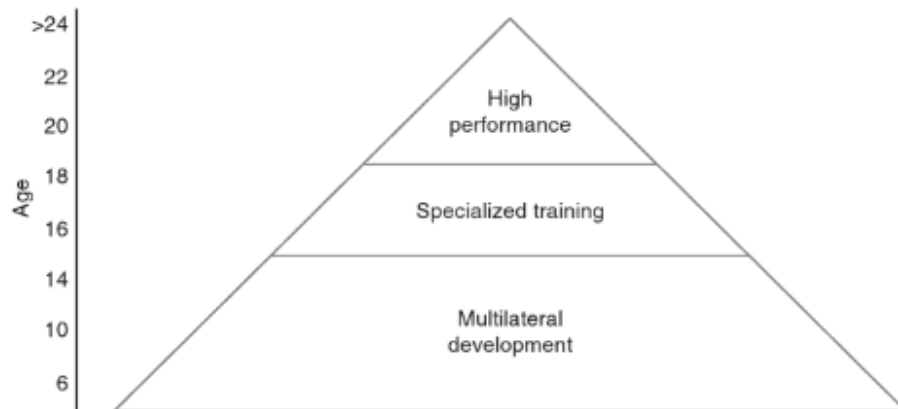 >24
22
20
18
16
14
10
6
Age
High
performance
Specialized training
Multilateral
development